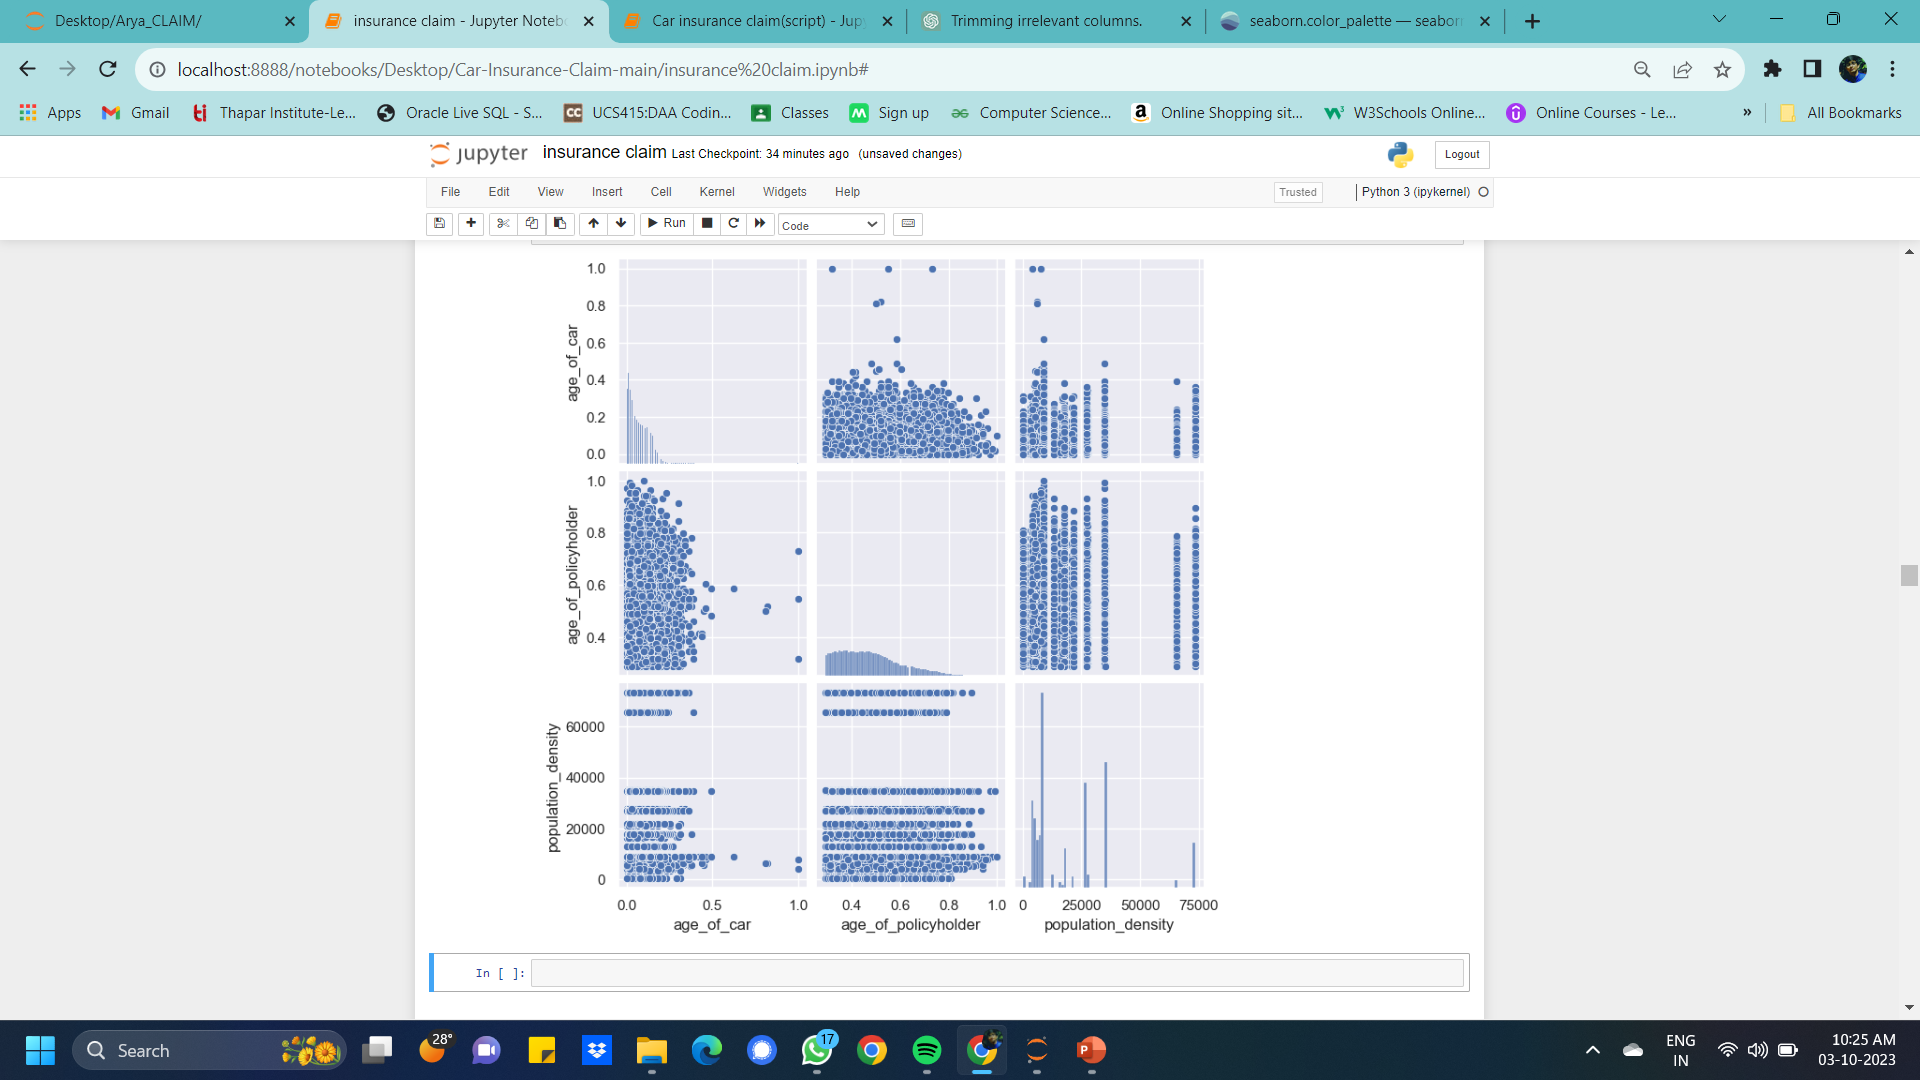 Desktop/Arya_CLAIM/
insurance claim - Jupyter Noteb
Car insurance claim(script) - Jup
Trimming irrelevant columns.
seaborn.color_palette — seabor
localhost:8888/notebooks/Desktop/Car-Insurance-Claim-main/insurance%20claim.ipynb#
Apps
Gmail
Thapar Institute-Le...
Oracle Live SQL - S...
CC
UCS415:DAA Codin...
Classes
Sign up
Computer Science...
Online Shopping sit...
W3Schools Online...
Online Courses - Le...
»
All Bookmarks
jupyter
insurance claim Last Checkpoint: 34 minutes ago (unsaved changes)
Logout
File
Edit
View
Insert
Cell
Kernel
Widgets
Help
Trusted
Python 3 (ipykernel)
Run
Code
1.0
0.8
0.6
0.4
0.2
0.0
age_of_car
1.0
0.8
0.6
0.4
age_of_policyholder
60000
40000
20000
0
population_density
0.0 0.5 1.0
age_of_car
0.4 0.6 0.8 1.0
age_of_policyholder
0 25000 50000 75000
population_density
In [ ]:
Search
28°
17
ENG
IN
10:25 AM
03-10-2023